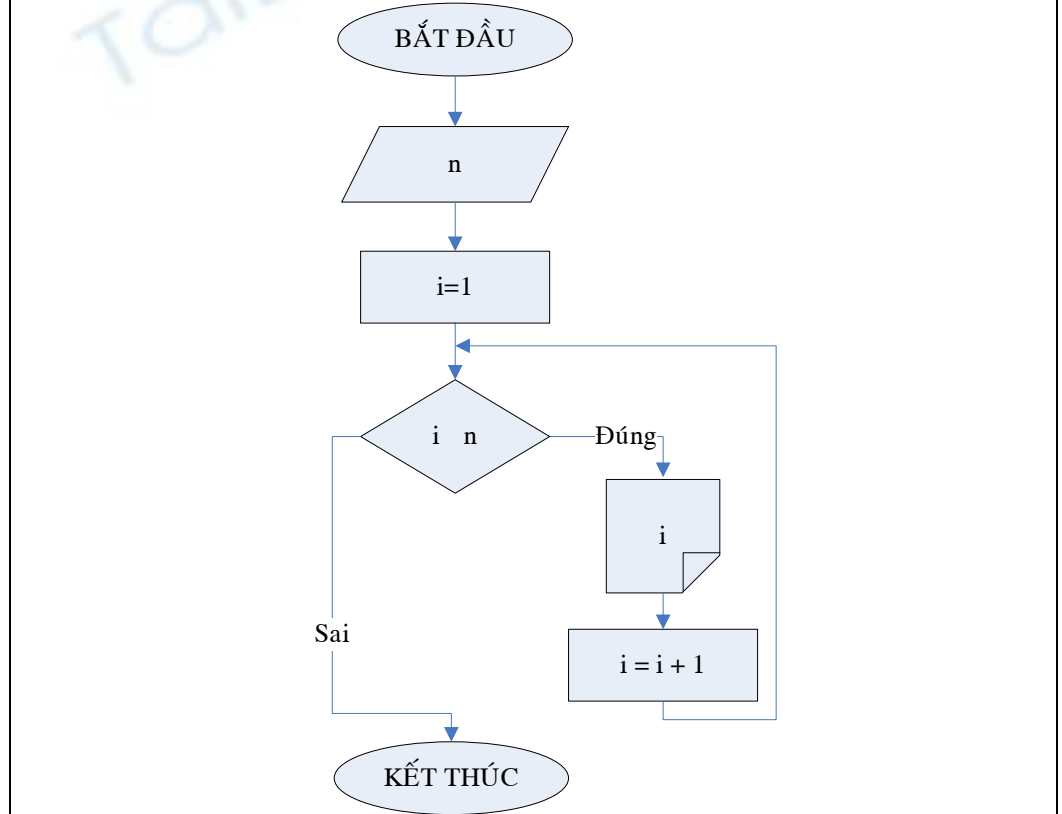 BẮT ĐẦU
n
i=1
i n
Đúng
i
Sai
i = i + 1
KẾT THÚC